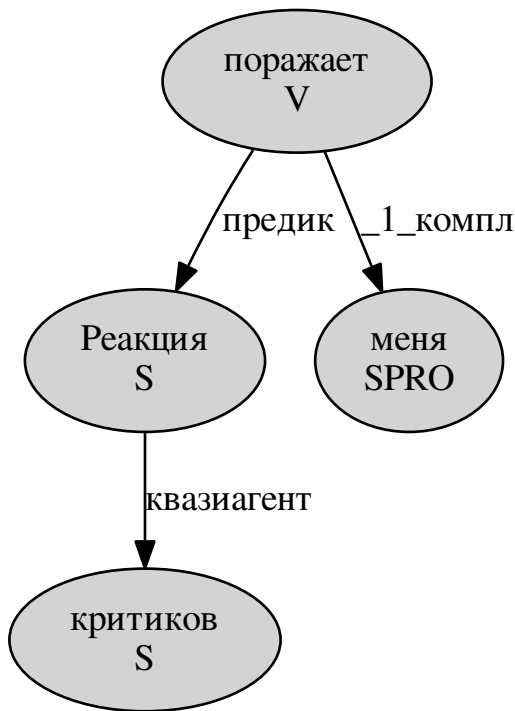 поражает
V
предик
_1_компл
Реакция
S
меня
SPRO
квазиагент
критиков
S